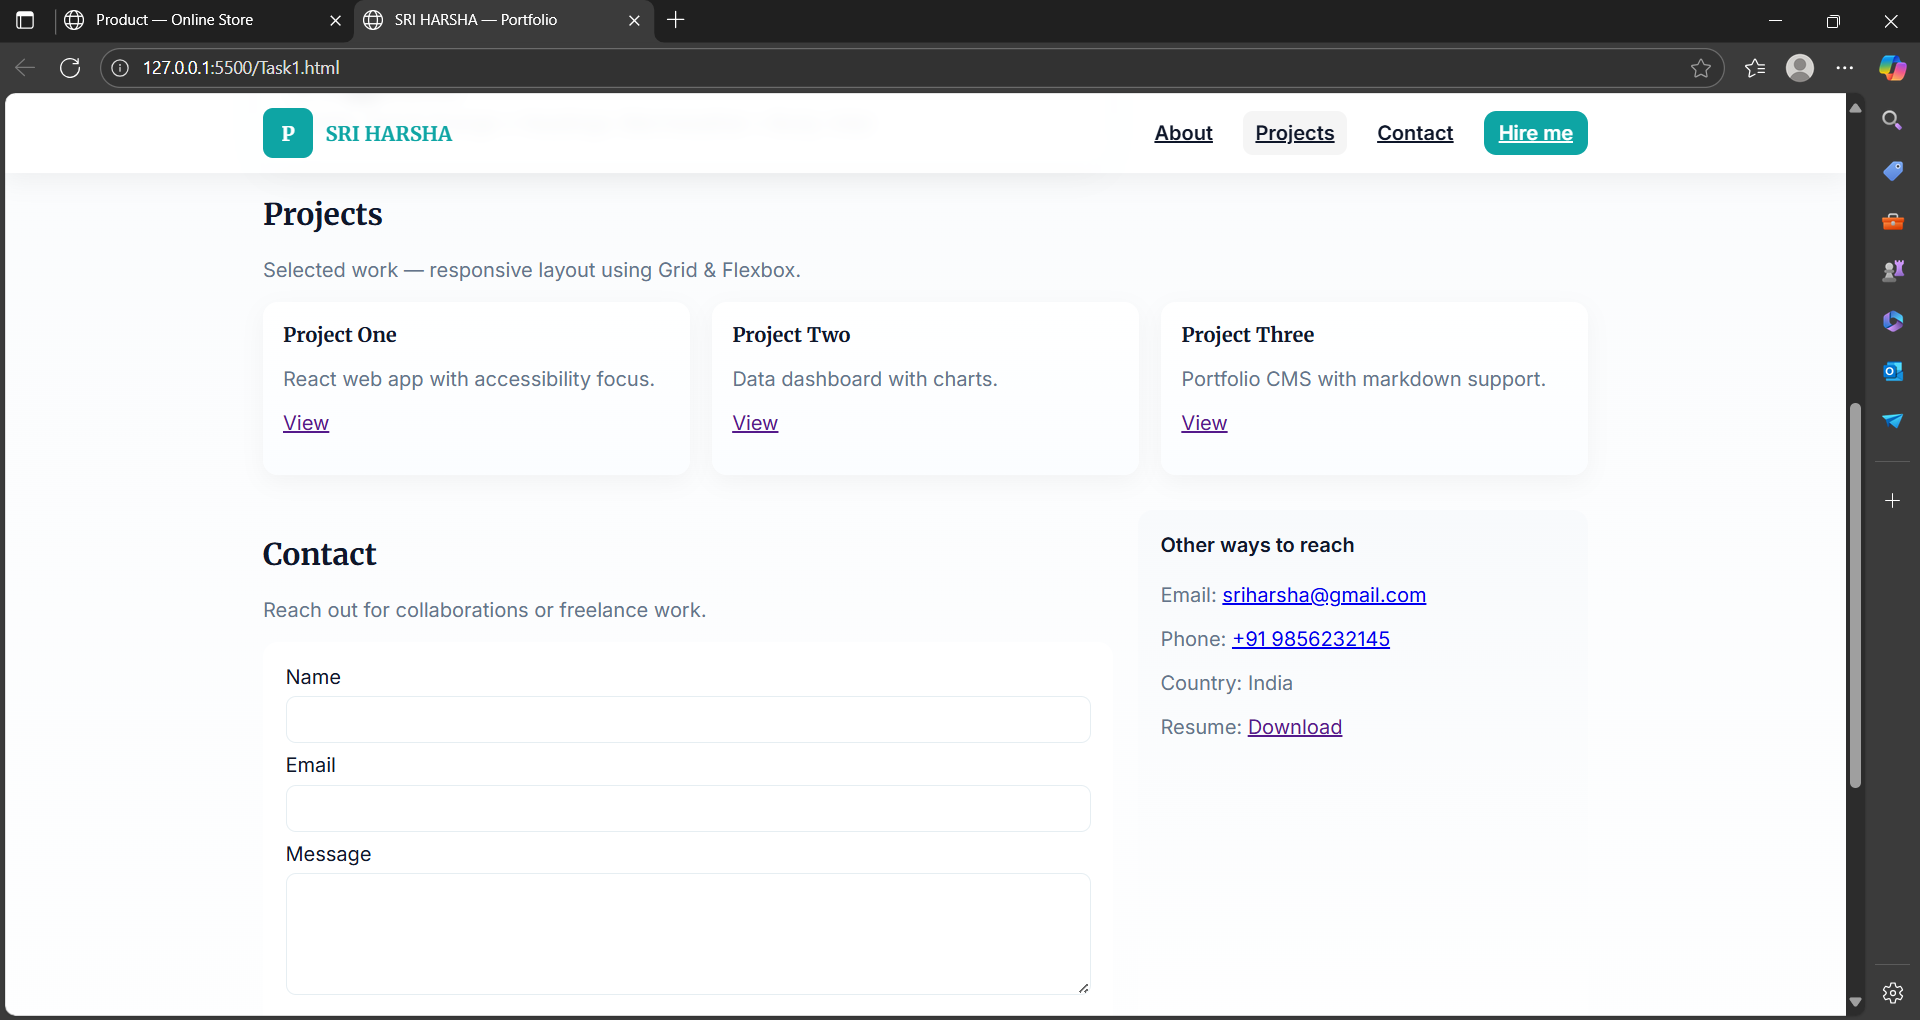 Product — Online Store
SRI HARSHA — Portfolio
127.0.0.1:5500/Task1.html
P
SRI HARSHA
About
Projects
Contact
Hire me
Projects
Selected work — responsive layout using Grid & Flexbox.
Project One
React web app with accessibility focus.
View
Project Two
Data dashboard with charts.
View
Project Three
Portfolio CMS with markdown support.
View
Contact
Reach out for collaborations or freelance work.
Name
Email
Message
Other ways to reach
Email: sriharsha@gmail.com
Phone: +91 9856232145
Country: India
Resume: Download